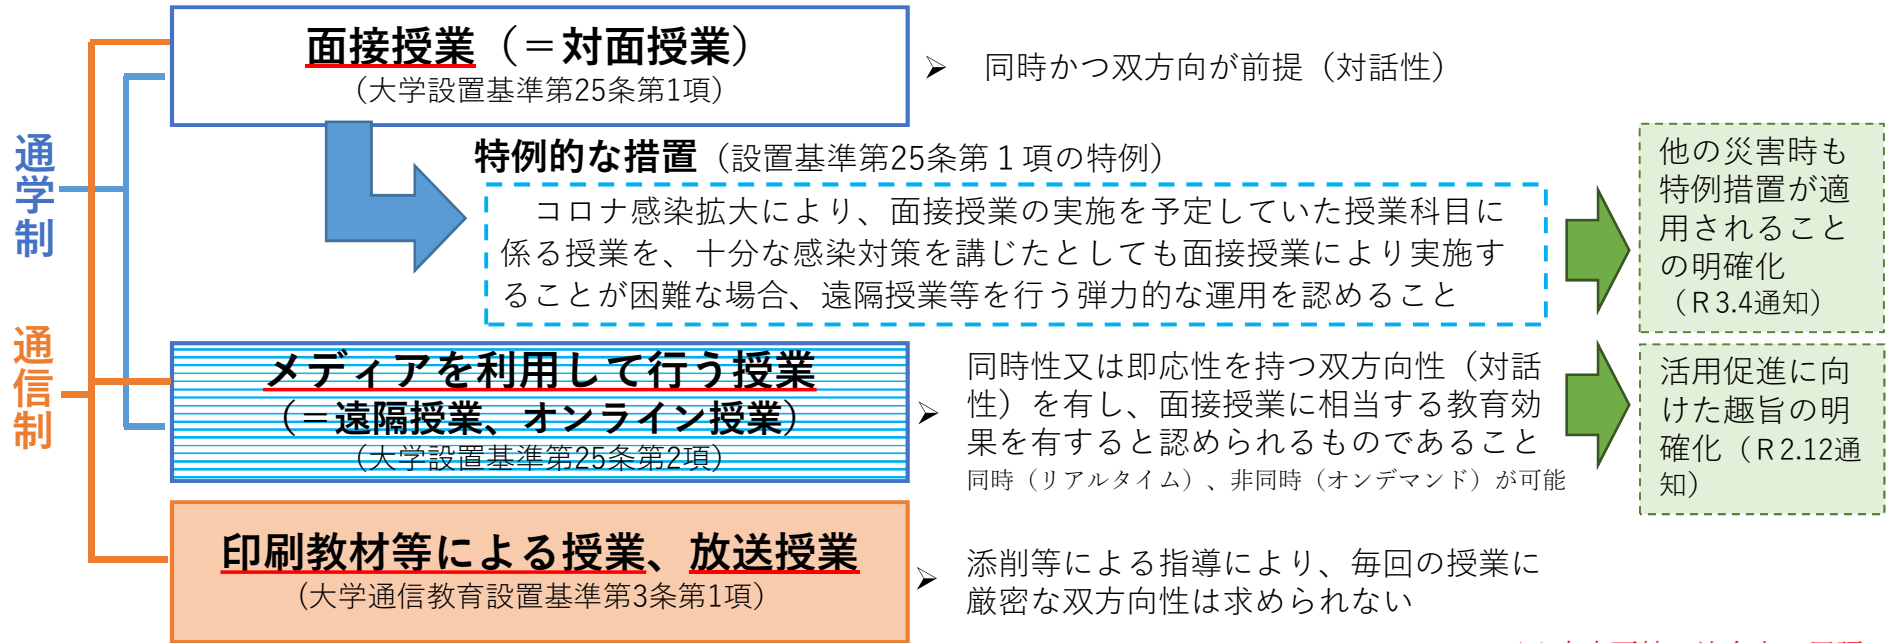 面接授業（＝対面授業）
（大学設置基準第25条第1項）
➢ 同時かつ双方向が前提（対話性）
通学制
特例的な措置（設置基準第25条第１項の特例）
コロナ感染拡大により、面接授業の実施を予定していた授業科目に
係る授業を、十分な感染対策を講じたとしても面接授業により実施す
ることが困難な場合、遠隔授業等を行う弾力的な運用を認めること
他の災害時も
特例措置が適
用されること
の明確化
（Ｒ3.4通知）
通信制
メディアを利用して行う授業
（＝遠隔授業、オンライン授業）
（大学設置基準第25条第2項）
➢ 同時性又は即応性を持つ双方向性（対話
性）を有し、面接授業に相当する教育効
果を有すると認められるものであること
同時（リアルタイム）、非同時（オンデマンド）が可能
活用促進に向
けた趣旨の明
確化（Ｒ2.12通
知）
印刷教材等による授業、放送授業
（大学通信教育設置基準第3条第1項）
➢ 添削等による指導により、毎回の授業に
厳密な双方向性は求められない